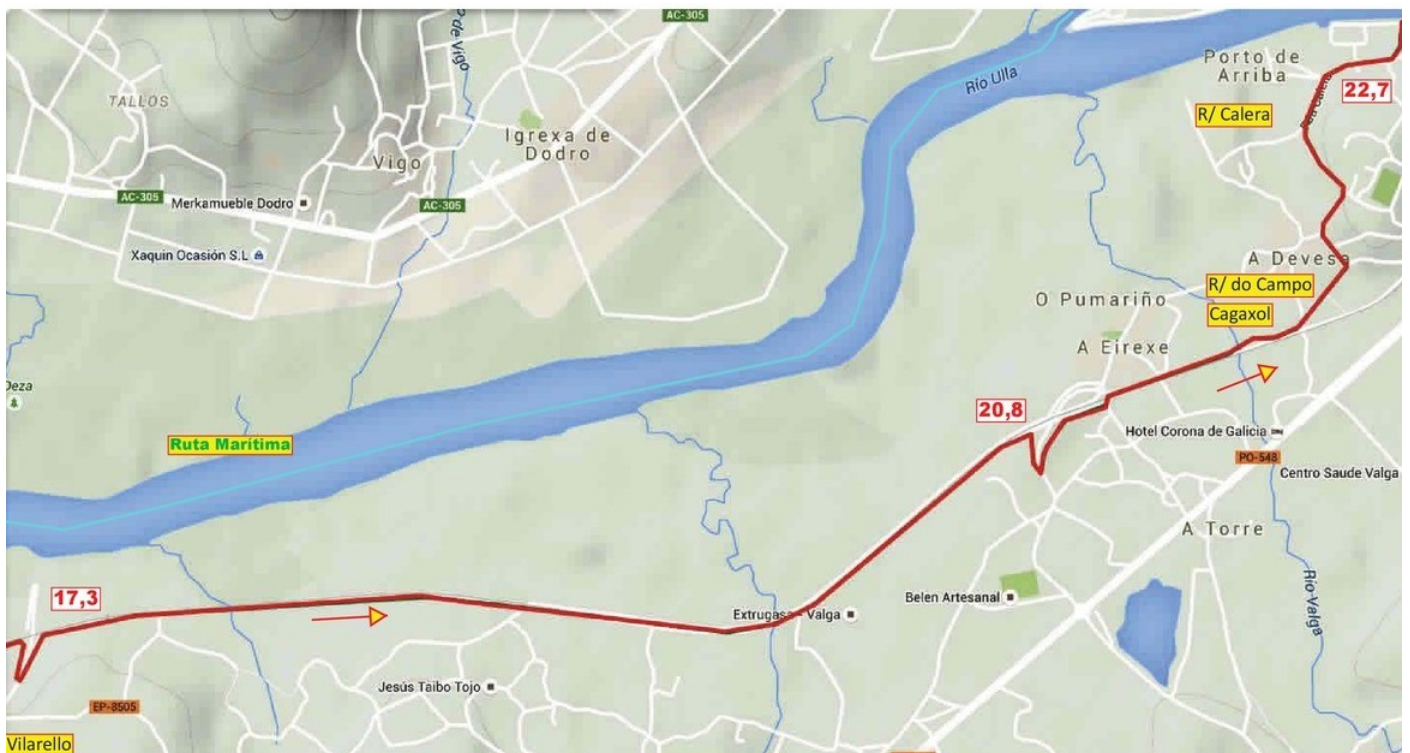 AC-305
Río Ulla
Porto de
Arriba
22,7
R/ Calera
TALLOS
de Vigo
Igrexa de
Dodro
Vigo
AC-305
Merkamueble Dodro
AC-305
Xaquin Ocasión S.L
A Devesa
R/ do Campo
Cagaxol
O Pumariño
A Eirexe
Deza
20,8
Ruta Marítima
Hotel Corona de Galicia
PO-548
Centro Saude Valga
A Torre
17,3
Río Valga
Belen Artesanal
Extrugasa - Valga
Jesús Taibo Tojo
EP-8505
Vilarello